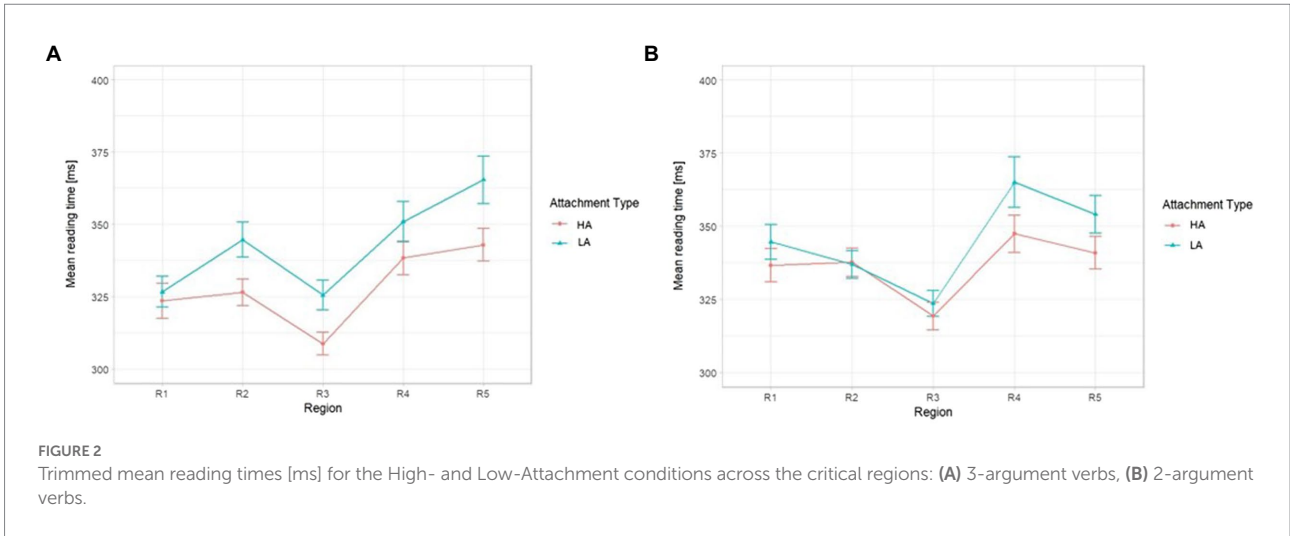 A
400
375
350
325
300
Mean reading time [ms]
R1 R2 R3 R4 R5
Region
Attachment Type
HA
LA
B
400
375
350
325
300
Mean reading time [ms]
R1 R2 R3 R4 R5
Region
Attachment Type
HA
LA
FIGURE 2
Trimmed mean reading times [ms] for the High- and Low-Attachment conditions across the critical regions: (A) 3-argument verbs, (B) 2-argument
verbs.